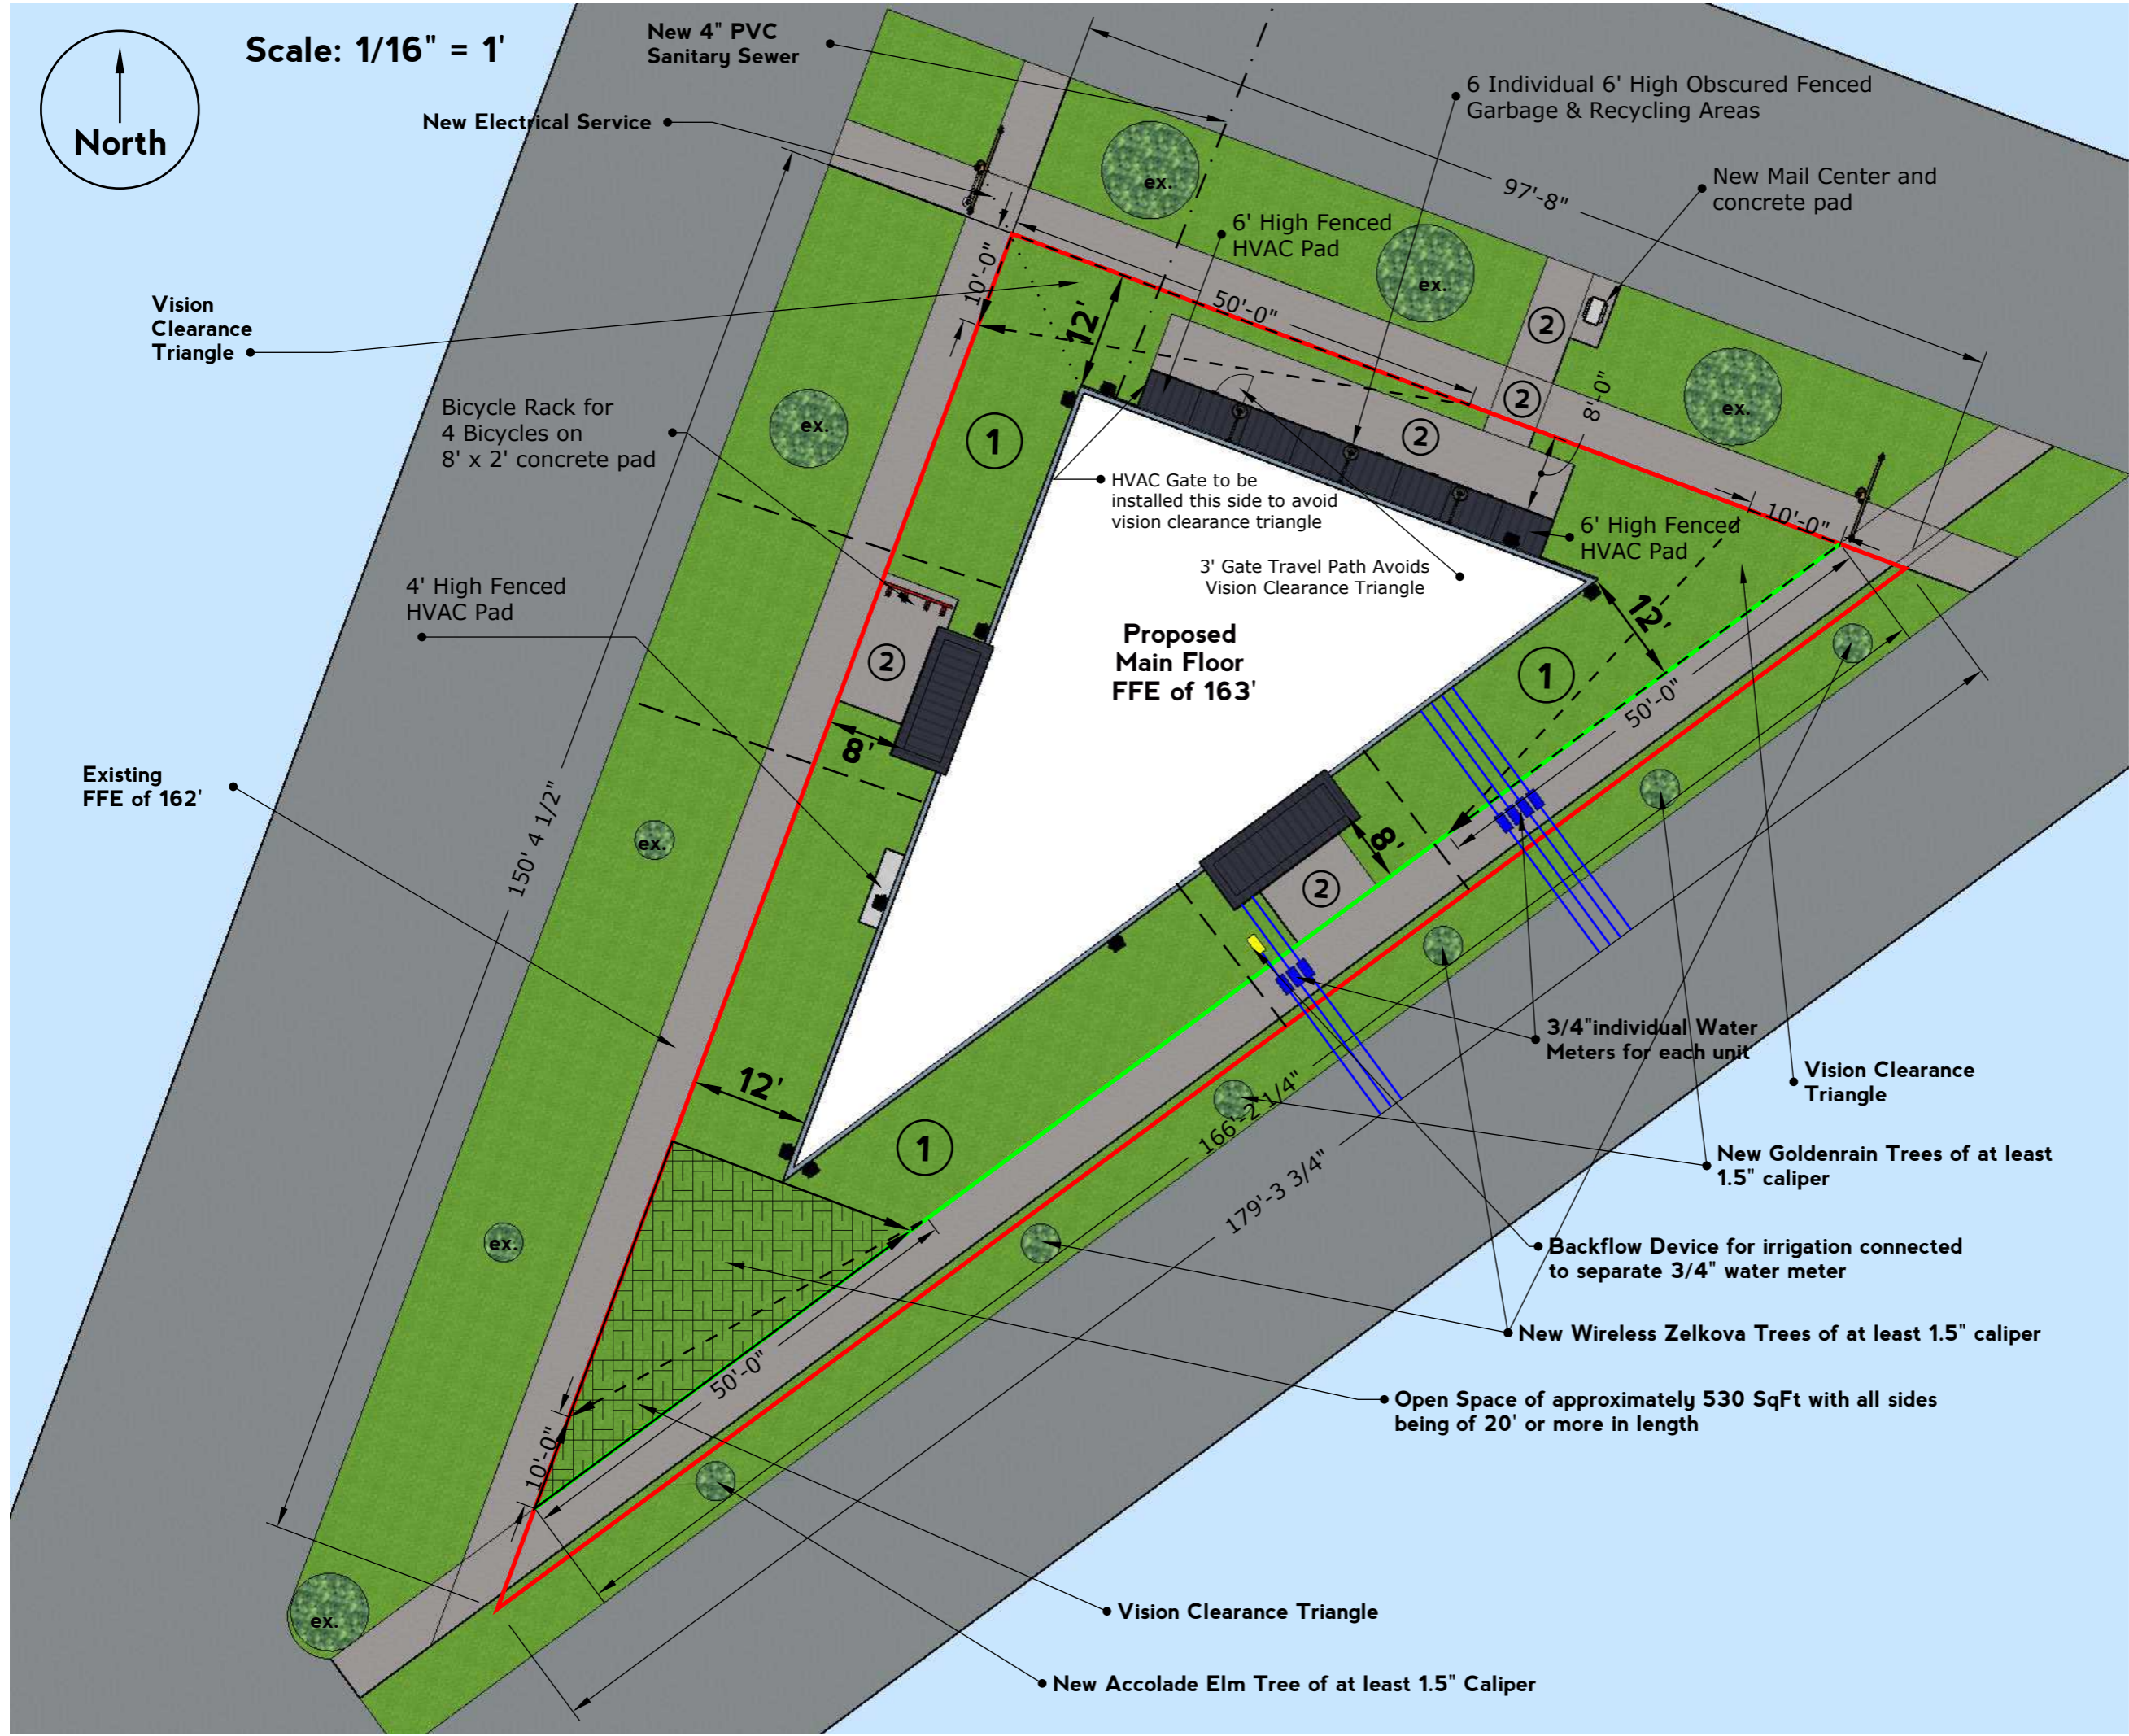 Scale: 1/16" = 1'
North
New 4" PVC
Sanitary Sewer
New Electrical Service
6 Individual 6' High Obscured Fenced
Garbage & Recycling Areas
97'-8"
New Mail Center and
concrete pad
ex.
6' High Fenced
HVAC Pad
ex.
10'-0"
12'
50'-0"
2
Vision
Clearance
Triangle
2
8'-0"
ex.
Bicycle Rack for
4 Bicycles on
8' x 2' concrete pad
ex.
1
2
HVAC Gate to be
installed this side to avoid
vision clearance triangle
10'-0"
6' High Fenced
HVAC Pad
3' Gate Travel Path Avoids
Vision Clearance Triangle
4' High Fenced
HVAC Pad
12'
Proposed
Main Floor
FFE of 163'
2
1
50'-0"
8'
Existing
FFE of 162'
150' 4 1/2"
ex.
8'
2
3/4"individual Water
Meters for each unit
Vision Clearance
Triangle
12'
166'-2 1/4"
1
179'-3 3/4"
New Goldenrain Trees of at least
1.5" caliper
ex.
Backflow Device for irrigation connected
to separate 3/4" water meter
New Wireless Zelkova Trees of at least 1.5" caliper
50'-0"
Open Space of approximately 530 SqFt with all sides
being of 20' or more in length
10'-0"
ex.
Vision Clearance Triangle
New Accolade Elm Tree of at least 1.5" Caliper